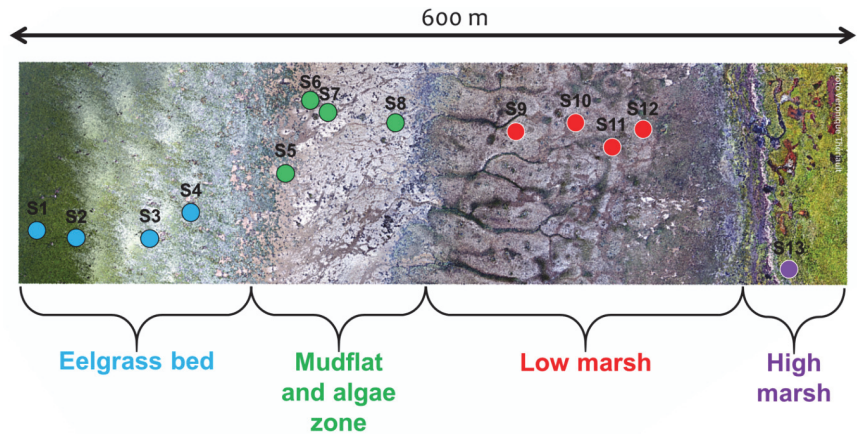 600 m
S6
S7
S8
S9
S10
S12
S11
S5
S4
S1
S2
S3
S13
Eelgrass bed
Mudflat
and algae
zone
Low marsh
High
marsh